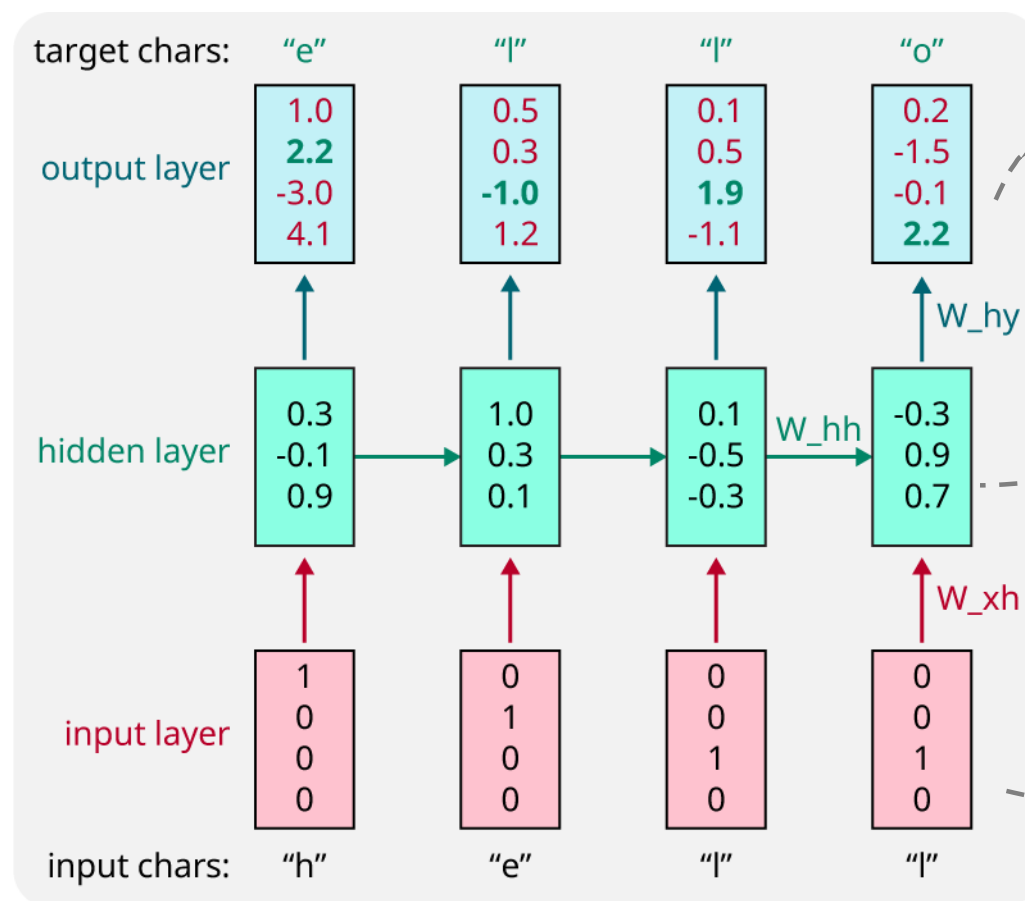 target chars: “e” “l” “l” “o”
1.0 0.5 0.1 0.2
2.2 0.3 0.5 -1.5
output layer
-3.0 -1.0 1.9 -0.1
4.1 1.2 -1.1 2.2
W_hy
0.3 1.0 0.1 -0.3
W_hh
hidden layer -0.1 0.3 -0.5 0.9
0.9 0.1 -0.3 0.7
W_xh
1 0 0 0
0 1 0 0
input layer
0 0 1 1
0 0 0 0
input chars: “h” “e” “l” “l”